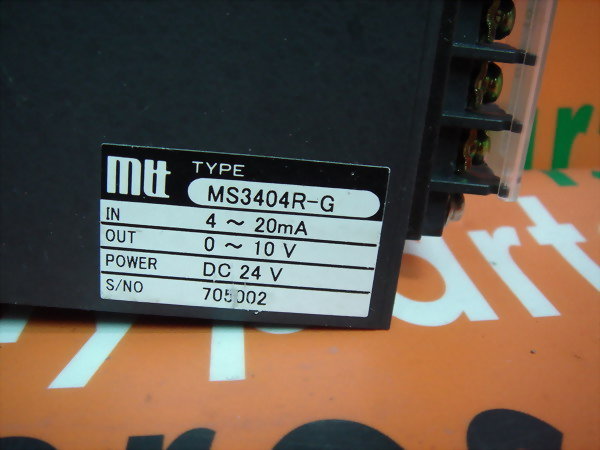 mtt TYPE
MS3404R-G
IN 4 ~ 20mA
OUT 0 ~ 10 V
POWER DC 24 V
S/NO 705002